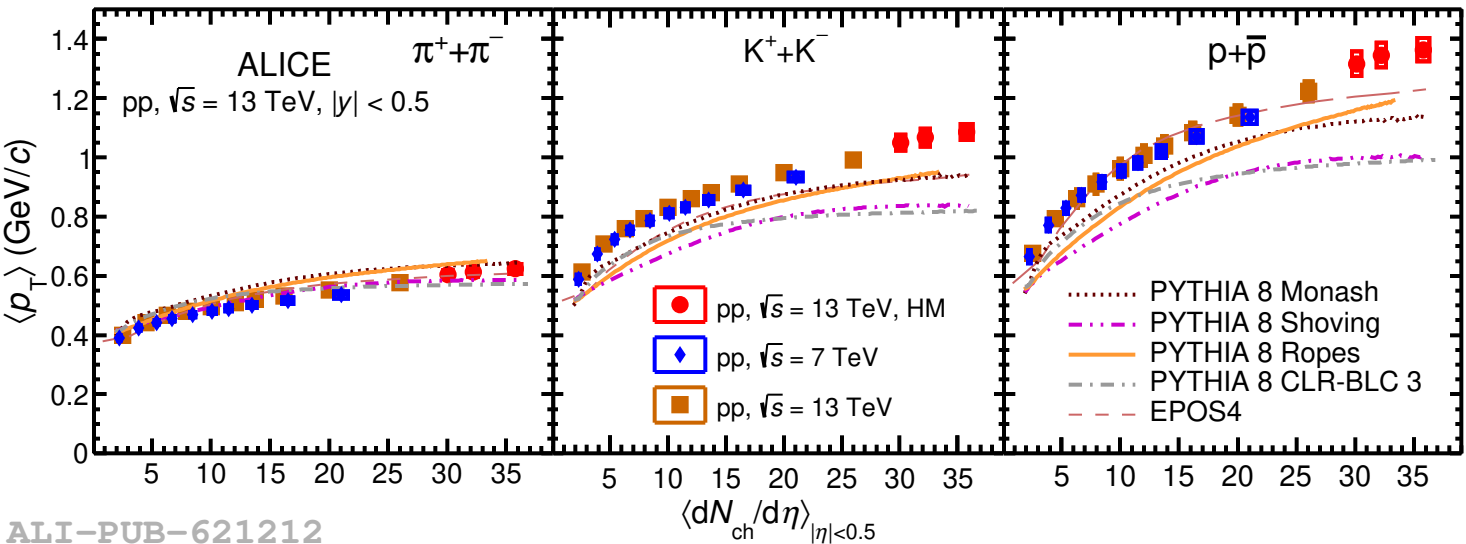 π⁺+π⁻
K⁺+K⁻
p+p̅
ALICE
pp, √s = 13 TeV, |y| < 0.5
⟨p_T⟩ (GeV/c)
1.4
1.2
1
0.8
0.6
0.4
0.2
0
pp, √s = 13 TeV, HM
pp, √s = 7 TeV
pp, √s = 13 TeV
PYTHIA 8 Monash
PYTHIA 8 Shoving
PYTHIA 8 Ropes
PYTHIA 8 CLR-BLC 3
EPOS4
5 10 15 20 25 30 35
5 10 15 20 25 30 35
5 10 15 20 25 30 35
⟨dN_ch/dη⟩_|η|<0.5
ALI-PUB-621212